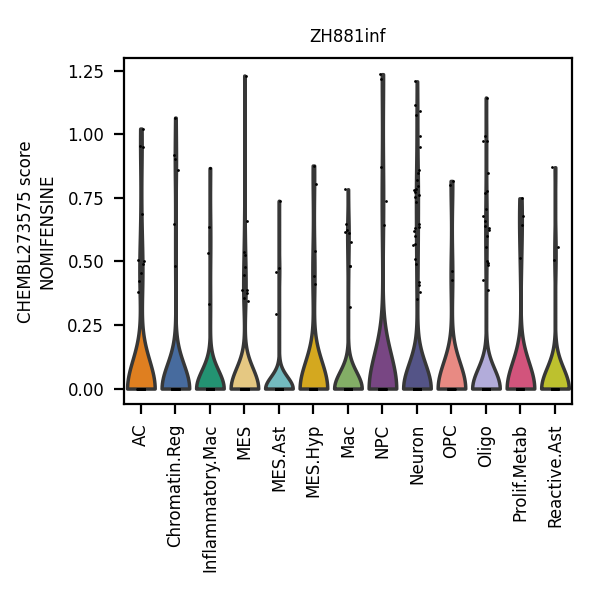 ZH881inf
CHEMBL273575 score
NOMIFENSINE
1.25
1.00
0.75
0.50
0.25
0.00
AC
Chromatin.Reg
Inflammatory.Mac
MES
MES.Ast
MES.Hyp
Mac
NPC
Neuron
OPC
Oligo
Prolif.Metab
Reactive.Ast